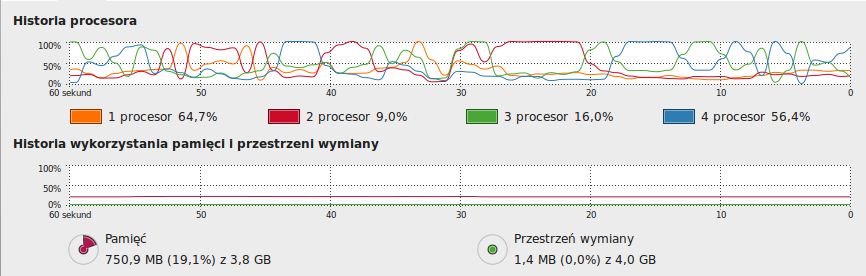 Historia procesora
100%
50%
0%
60 sekund 50 40 30 20 10 0
1 procesor 64,7% 2 procesor 9,0% 3 procesor 16,0% 4 procesor 56,4%
Historia wykorzystania pamięci i przestrzeni wymiany
100%
50%
0%
60 sekund 50 40 30 20 10 0
Pamięć Przestrzeń wymiany
750,9 MB (19,1%) z 3,8 GB 1,4 MB (0,0%) z 4,0 GB